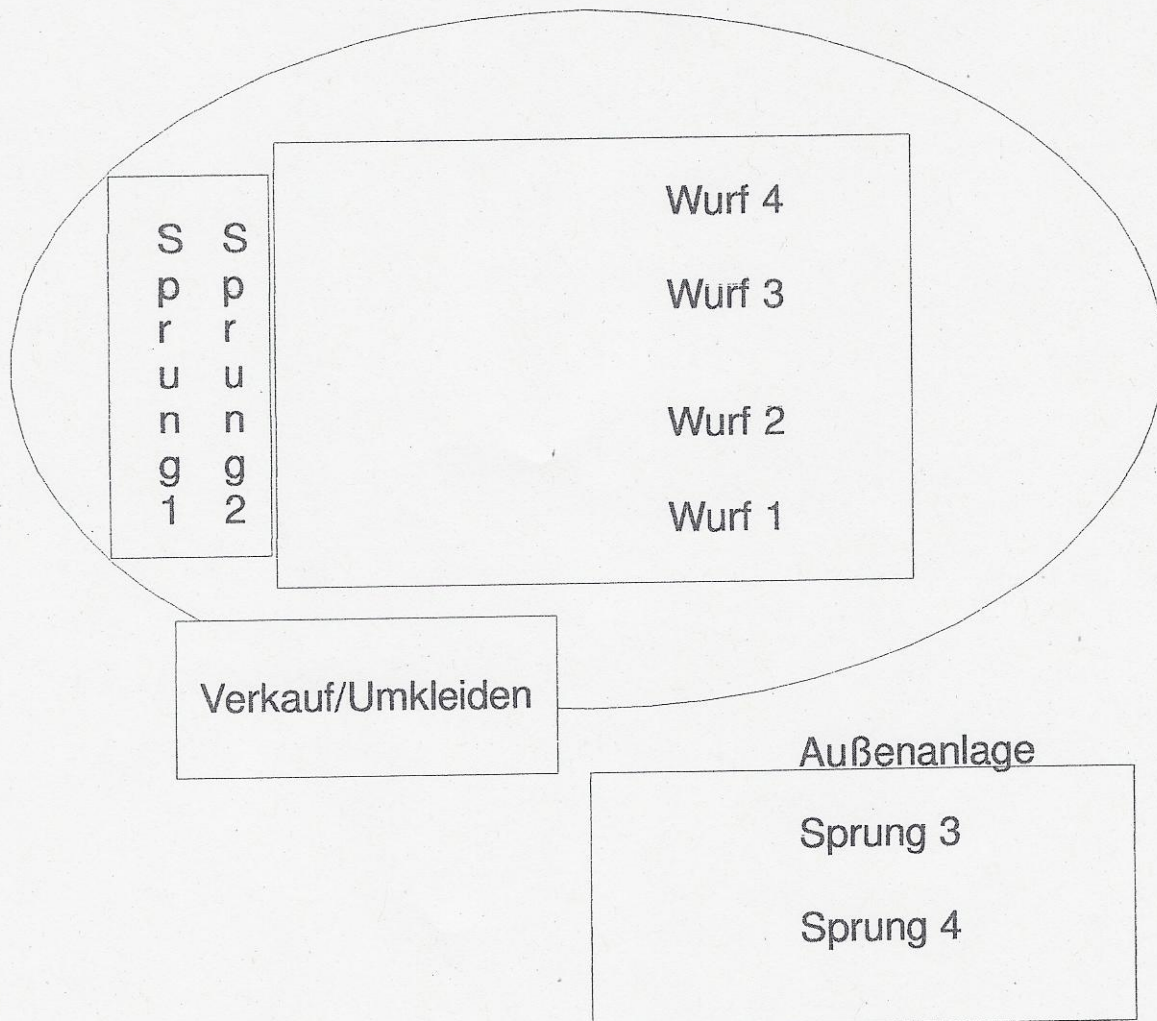 Wurf 4
Wurf 3
Wurf 2
Wurf 1
Sprung 1
Sprung 2
Verkauf/Umkleiden
Außenanlage
Sprung 3
Sprung 4